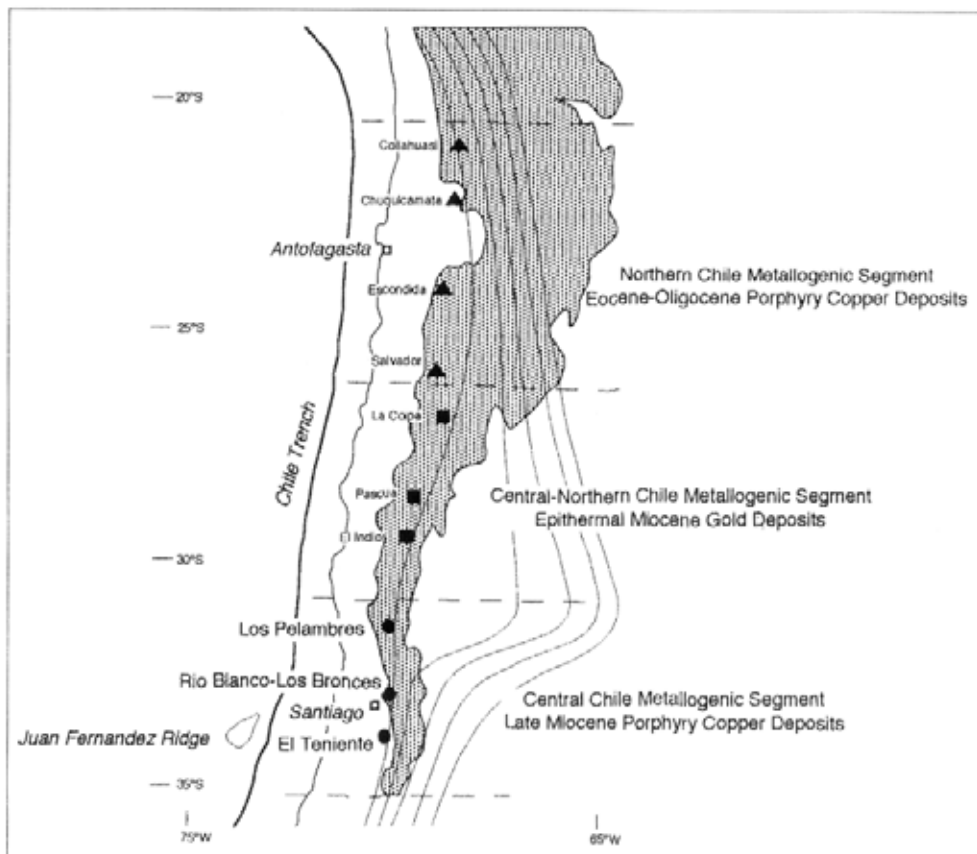 20°S
Collahuasi
Chuquicamata
Antofagasta
Escondida
Northern Chile Metallogenic Segment
Eocene-Oligocene Porphyry Copper Deposits
25°S
Salvador
La Copa
Chile Trench
Pascua
Central-Northern Chile Metallogenic Segment
Epithermal Miocene Gold Deposits
El Indio
30°S
Los Pelambres
Rio Blanco-Los Bronces
Santiago
Central Chile Metallogenic Segment
Late Miocene Porphyry Copper Deposits
Juan Fernandez Ridge
El Teniente
35°S
75°W
65°W